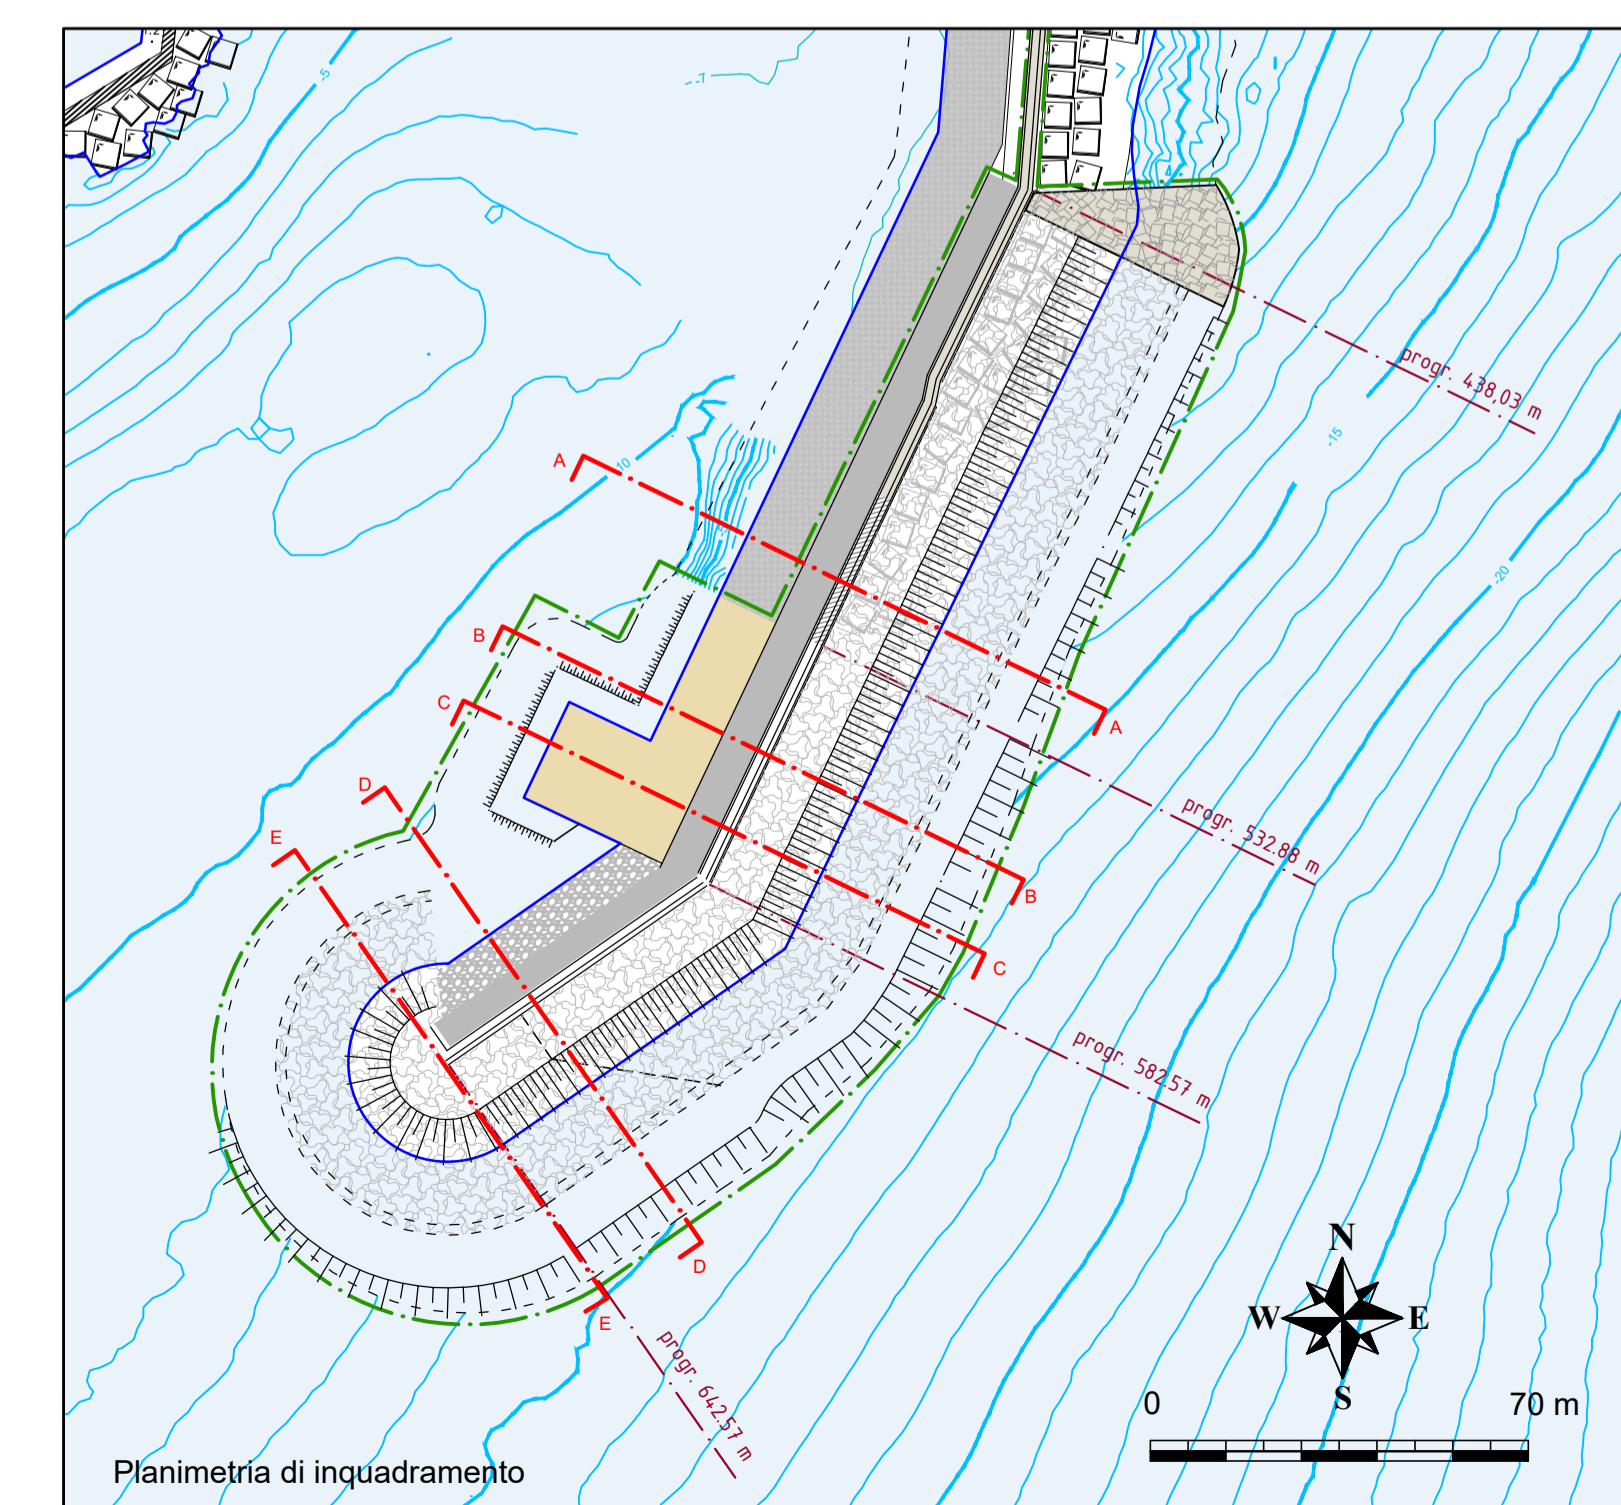 -5
-7
progr. 438,03 m
-15
A
10
-20
B
C
A
D
progr. 532.88 m
E
B
C
progr. 582.57 m
N
D
W E
E
S
progr. 642.57 m
0 70 m
Planimetria di inquadramento